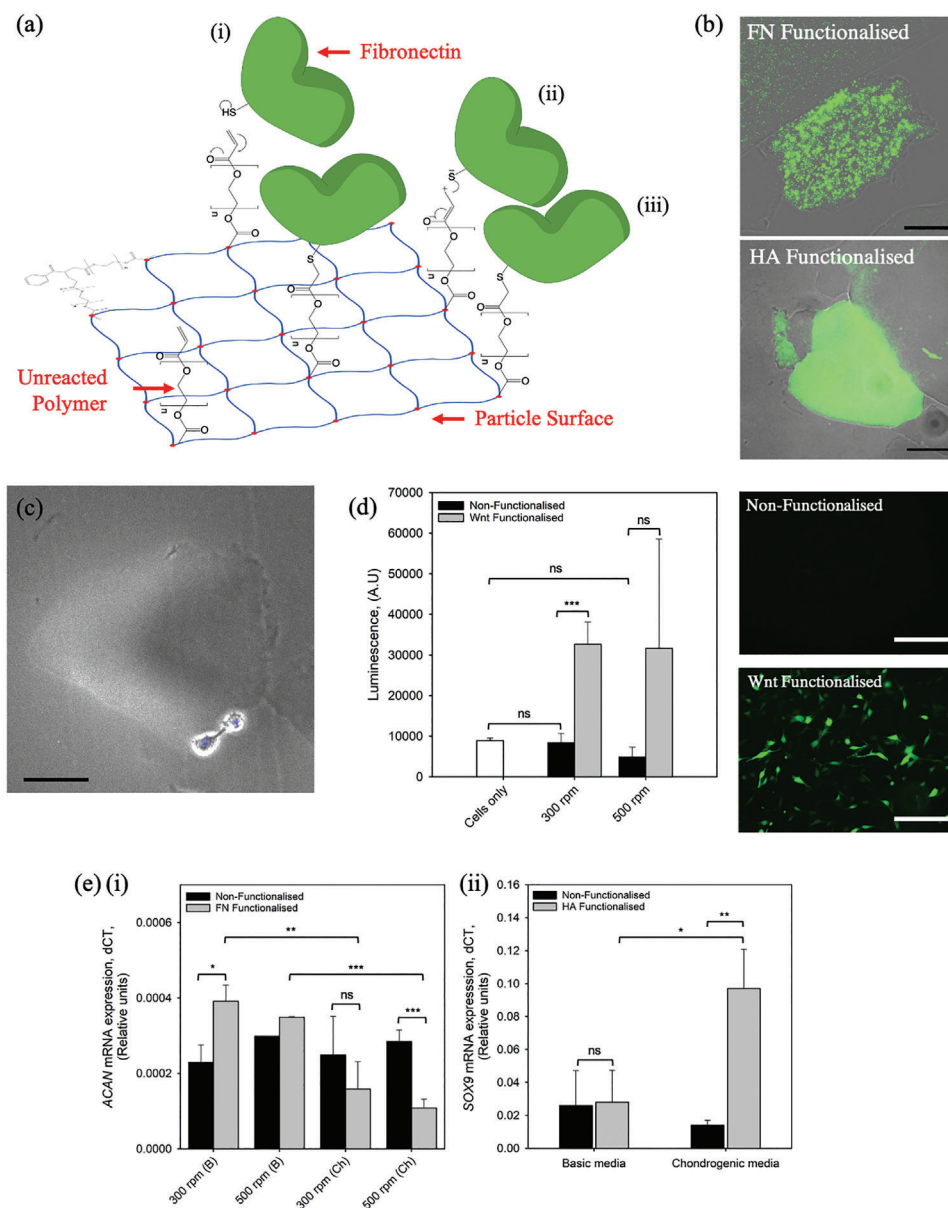 (a)
(i)
Fibronectin
HS
(ii)
S
(iii)
O
O
O
n
O
O
S
O
O
n
O
O
Unreacted
Polymer
Particle Surface
(b)
FN Functionalised
HA Functionalised
(c)
(d)
Non-Functionalised
Wnt Functionalised
70000
60000
50000
40000
30000
20000
10000
0
Luminescence, (A.U)
ns
ns
***
ns
Cells only
300 rpm
500 rpm
Non-Functionalised
Wnt Functionalised
(e) (i)
Non-Functionalised
FN Functionalised
0.0006
0.0004
0.0002
0.0000
ACAN mRNA expression, dCT,
(Relative units)
*
**
***
ns
***
300 rpm (B)
500 rpm (B)
300 rpm (Ch)
500 rpm (Ch)
(ii)
Non-Functionalised
HA Functionalised
0.16
0.14
0.12
0.10
0.08
0.06
0.04
0.02
0.00
SOX9 mRNA expression, dCT,
(Relative units)
ns
*
**
Basic media
Chondrogenic media